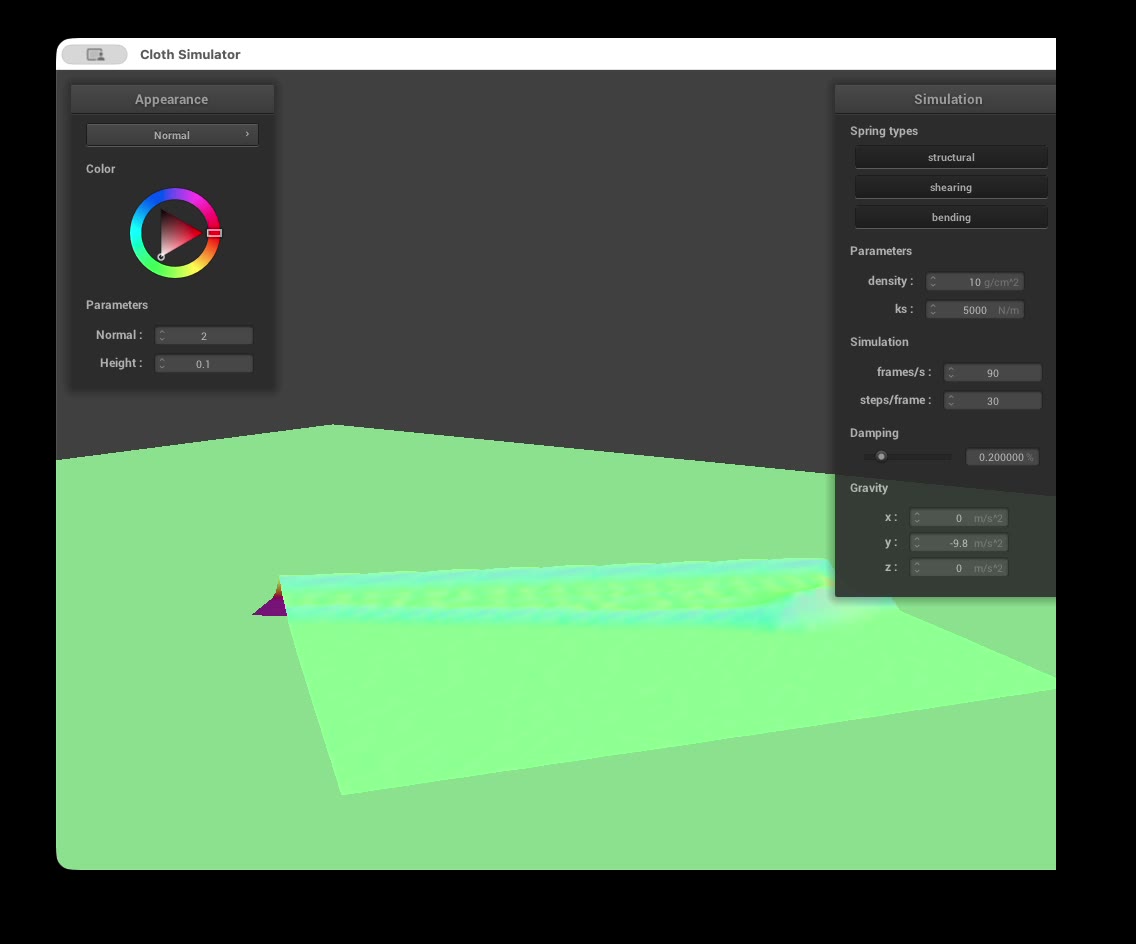 Cloth Simulator
Appearance
Normal
Color
Parameters
Normal :
2
Height :
0.1
Simulation
Spring types
structural
shearing
bending
Parameters
density :
10 g/cm^2
ks :
5000 N/m
Simulation
frames/s :
90
steps/frame :
30
Damping
0.200000 %
Gravity
x :
0 m/s^2
y :
-9.8 m/s^2
z :
0 m/s^2